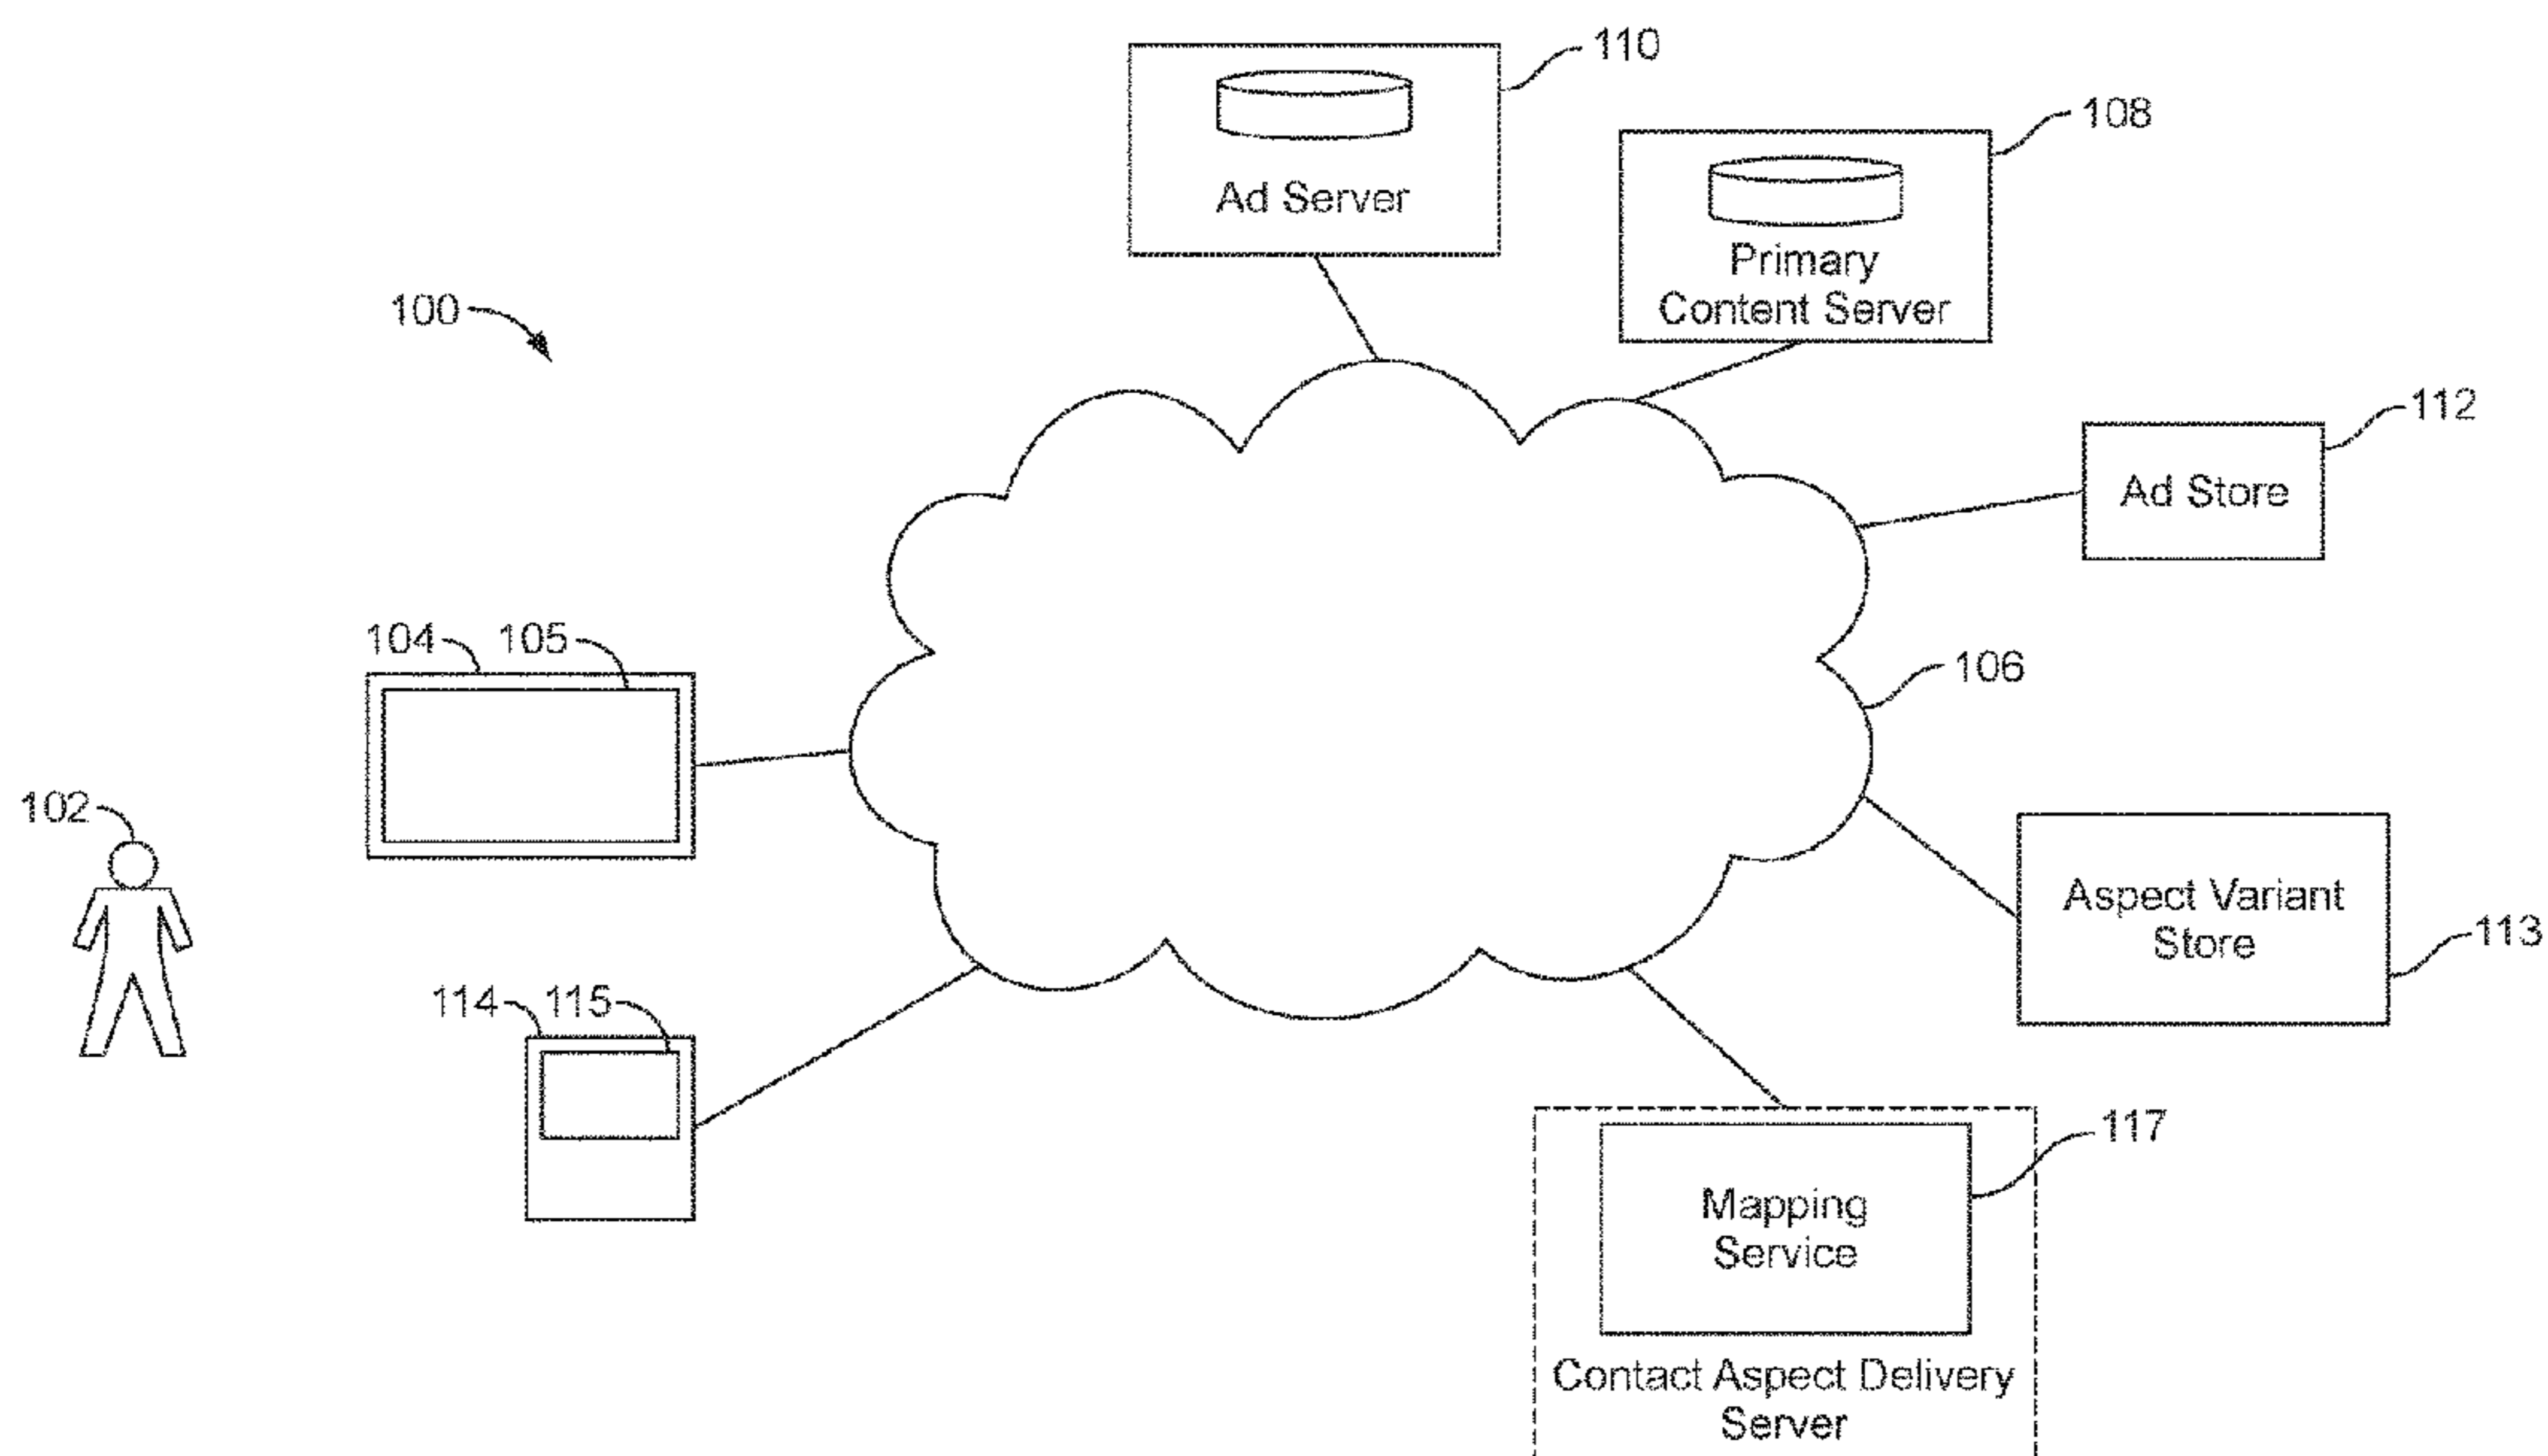 110
Ad Server
108
Primary
Content Server
100
112
Ad Store
104
105
106
102
Aspect Variant
Store
113
114
115
117
Mapping
Service
Contact Aspect Delivery
Server